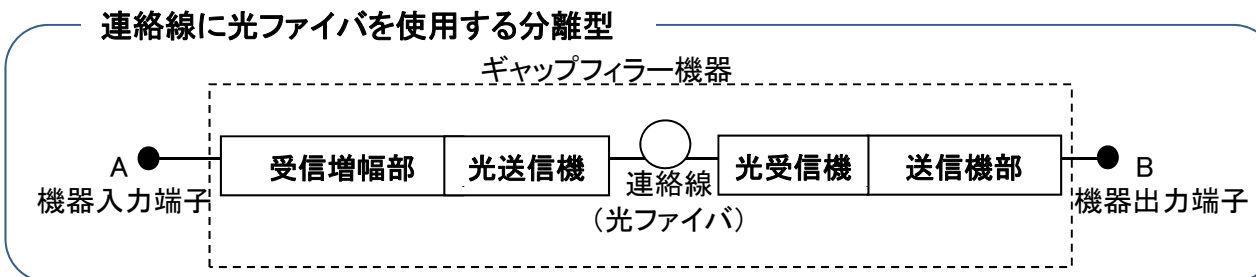 連絡線に光ファイバを使用する分離型
ギャップフィラー機器
A
機器入力端子
受信増幅部
光送信機
連絡線
（光ファイバ）
光受信機
送信機部
B
機器出力端子